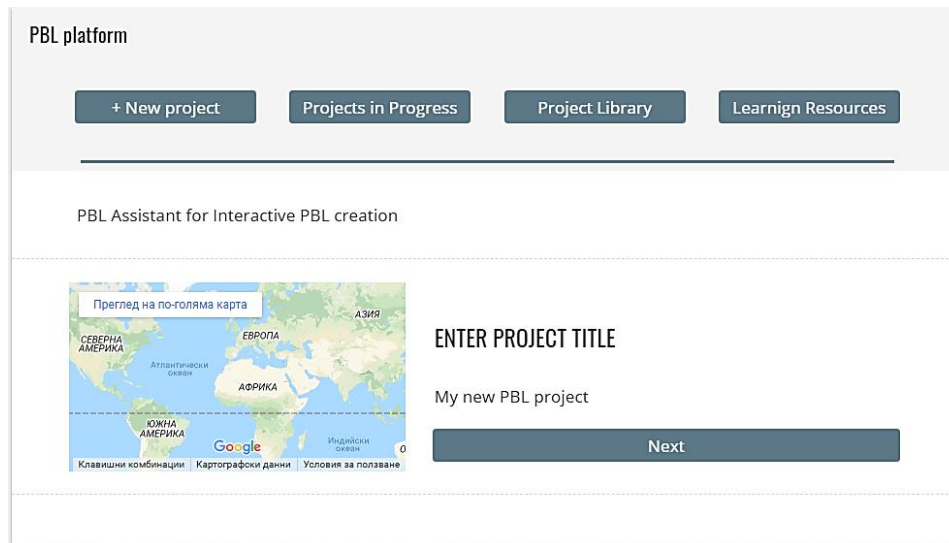 PBL platform
+ New project
Projects in Progress
Project Library
Learnign Resources
PBL Assistant for Interactive PBL creation
Преглед на по-голяма карта
АЗИЯ
СЕВЕРНА
АМЕРИКА
ЕВРОПА
Атлантически
океан
АФРИКА
ЮЖНА
АМЕРИКА
Google
Индийски
океан
О
Клавишни комбинации
Картографски данни
Условия за ползване
ENTER PROJECT TITLE
My new PBL project
Next